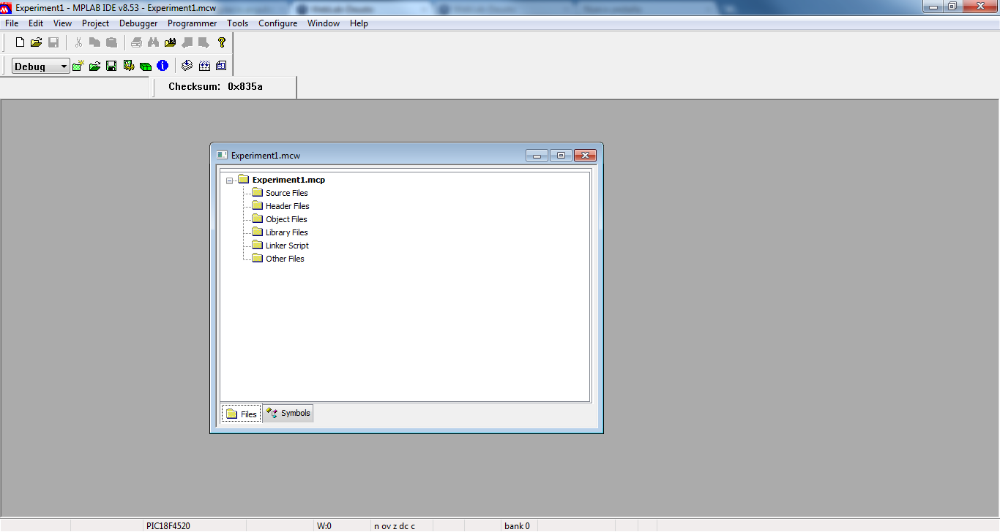 Experiment1 - MPLAB IDE v8.53 - Experiment1.mcw
File Edit View Project Debugger Programmer Tools Configure Window Help
Debug
Checksum: 0x835a
Experiment1.mcw
Experiment1.mcp
Source Files
Header Files
Object Files
Library Files
Linker Script
Other Files
Files Symbols
PIC18F4520 W:0 n ov z dc c bank 0